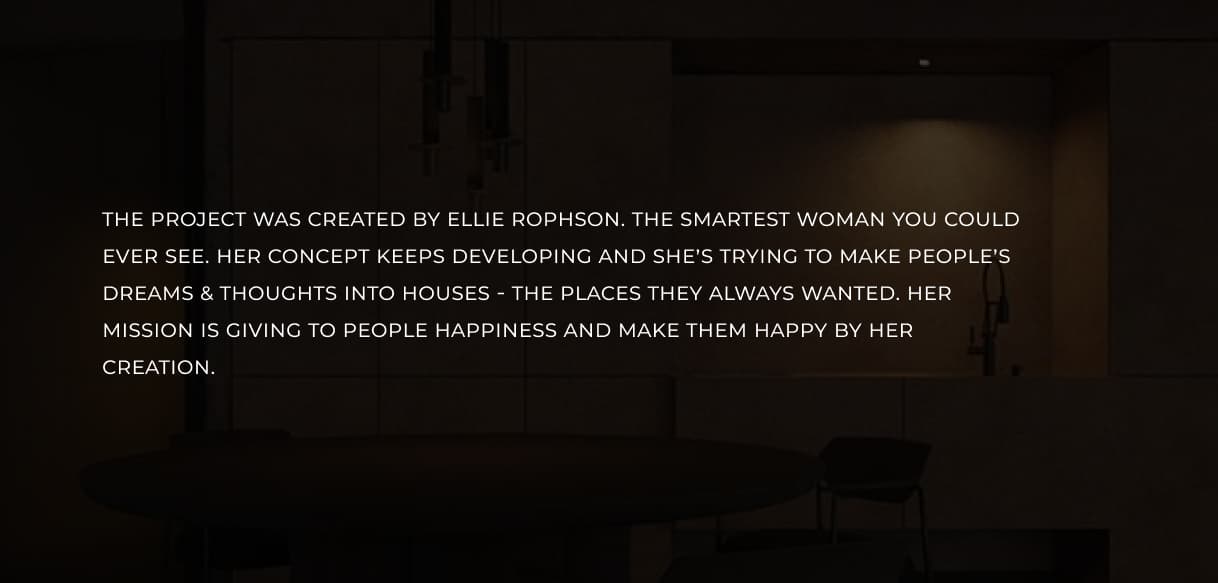 THE PROJECT WAS CREATED BY ELLIE ROPHSON. THE SMARTEST WOMAN YOU COULD
EVER SEE. HER CONCEPT KEEPS DEVELOPING AND SHE’S TRYING TO MAKE PEOPLE’S
DREAMS & THOUGHTS INTO HOUSES - THE PLACES THEY ALWAYS WANTED. HER
MISSION IS GIVING TO PEOPLE HAPPINESS AND MAKE THEM HAPPY BY HER
CREATION.